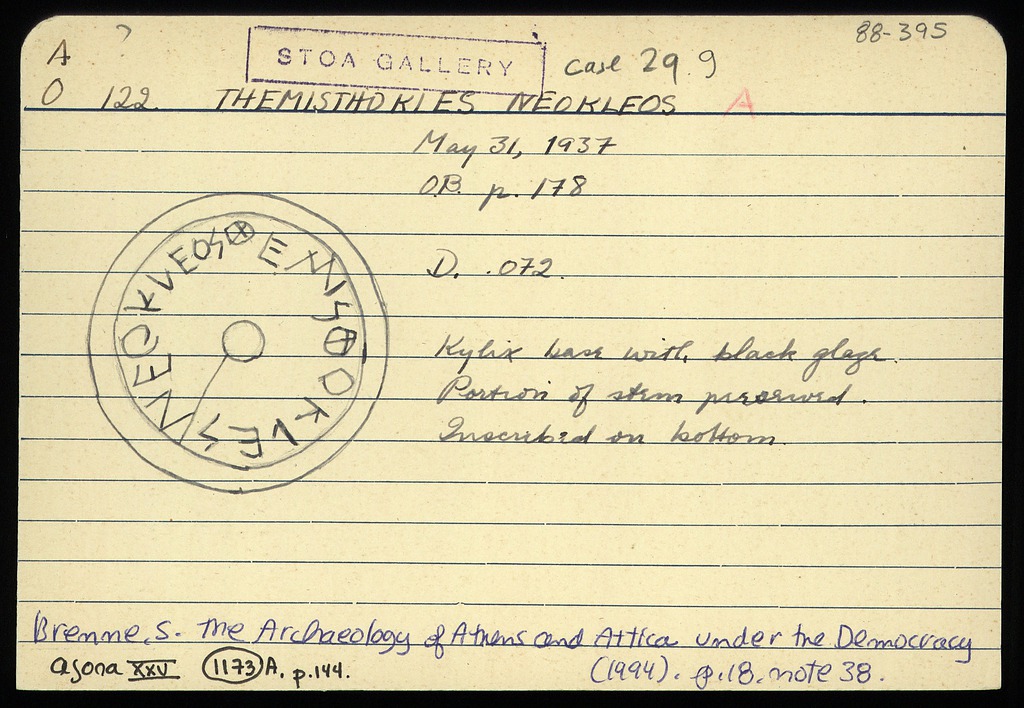 88-395
A ?
STOA GALLERY
Case 29.9
O 122. THEMISTHOKLES NEOKLEOS A
May 31, 1937
O.B. p. 178
D. .072.
ⴲEMISⴲOKVES NEOKVEOS
Kylix base with black glaze.
Portion of stem preserved.
Inscribed on bottom.
Brenne, S. The Archaeology of Athens and Attica under the Democracy
(1994). p.18. note 38.
Agora XXV 1173 A, p.144.